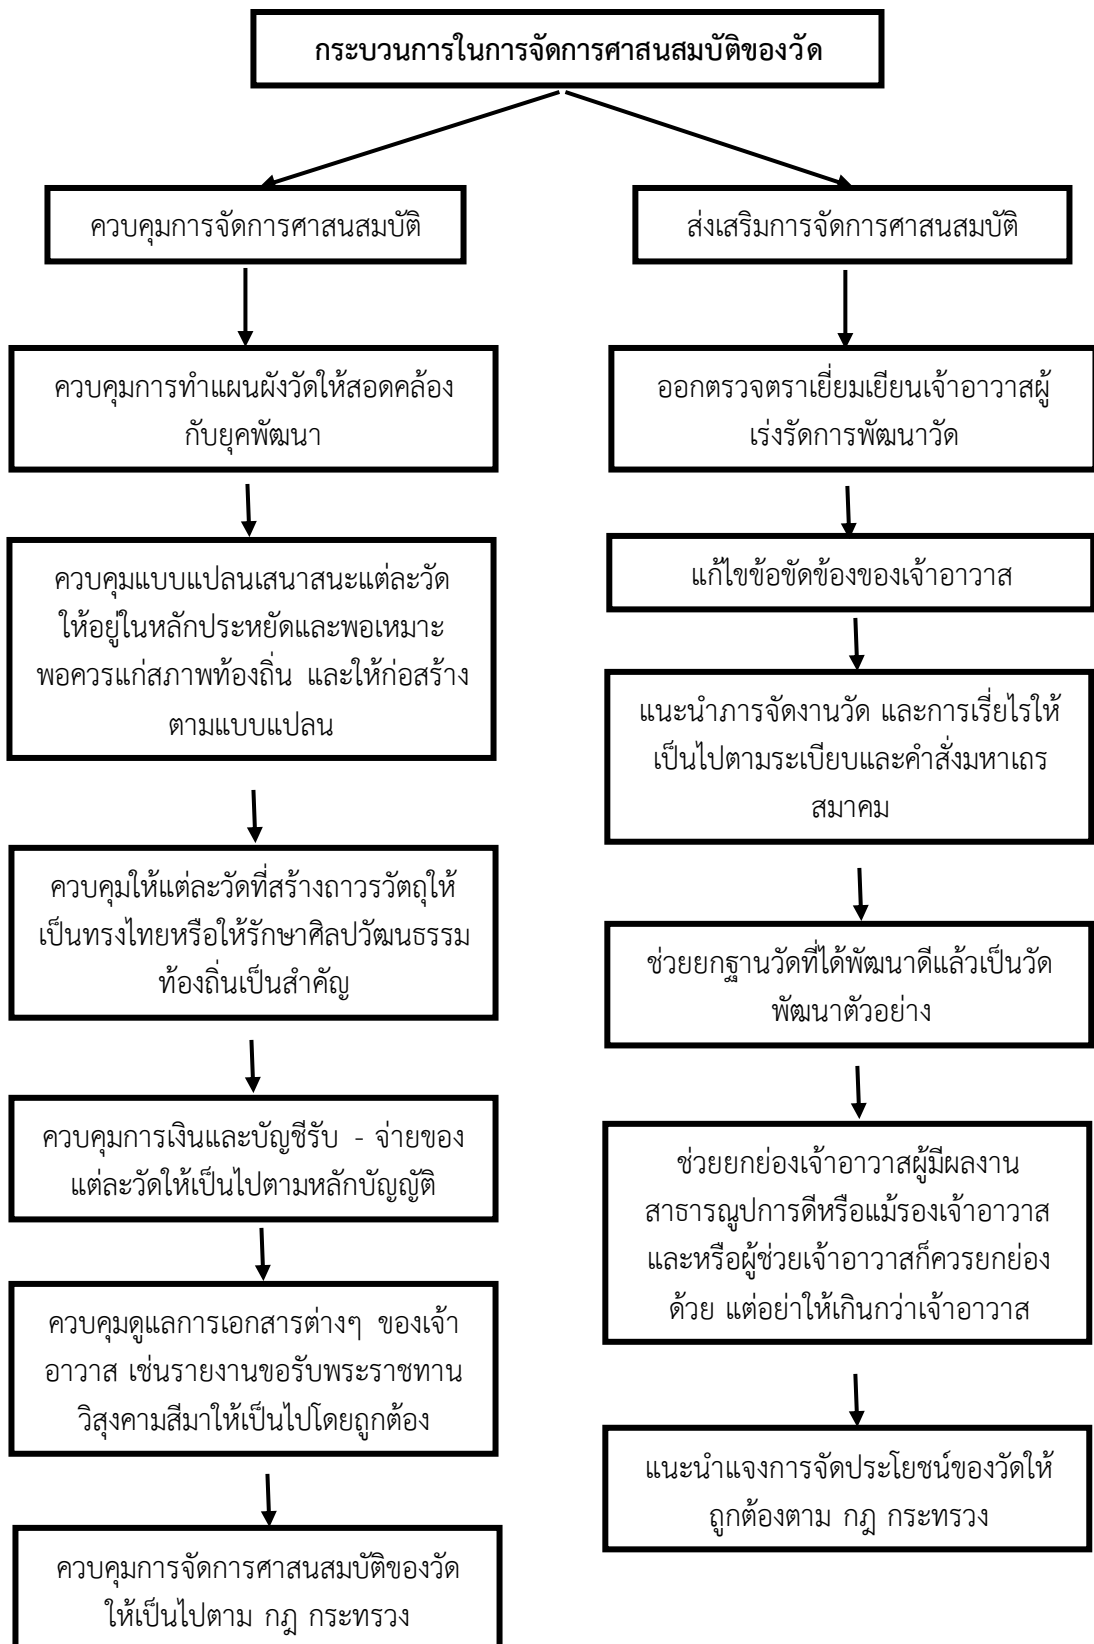 กระบวนการในการจัดการศาสนสมบัติของวัด
ควบคุมการจัดการศาสนสมบัติ
ควบคุมการทำแผนผังวัดให้สอดคล้อง
กับยุคพัฒนา
ควบคุมแบบแปลนเสนาสนะแต่ละวัด
ให้อยู่ในหลักประหยัดและพอเหมาะ
พอควรแก่สภาพท้องถิ่น และให้ก่อสร้าง
ตามแบบแปลน
ควบคุมให้แต่ละวัดที่สร้างถาวรวัตถุให้
เป็นทรงไทยหรือให้รักษาศิลปวัฒนธรรม
ท้องถิ่นเป็นสำคัญ
ควบคุมการเงินและบัญชีรับ - จ่ายของ
แต่ละวัดให้เป็นไปตามหลักบัญญัติ
ควบคุมดูแลการเอกสารต่างๆ ของเจ้า
อาวาส เช่นรายงานขอรับพระราชทาน
วิสุงคามสีมาให้เป็นไปโดยถูกต้อง
ควบคุมการจัดการศาสนสมบัติของวัด
ให้เป็นไปตาม กฎ กระทรวง
ส่งเสริมการจัดการศาสนสมบัติ
ออกตรวจตราเยี่ยมเยียนเจ้าอาวาสผู้
เร่งรัดการพัฒนาวัด
แก้ไขข้อขัดข้องของเจ้าอาวาส
แนะนำภารจัดงานวัด และการเรี่ยไรให้
เป็นไปตามระเบียบและคำสั่งมหาเถร
สมาคม
ช่วยยกฐานวัดที่ได้พัฒนาดีแล้วเป็นวัด
พัฒนาตัวอย่าง
ช่วยยกย่องเจ้าอาวาสผู้มีผลงาน
สาธารณูปการดีหรือแม้รองเจ้าอาวาส
และหรือผู้ช่วยเจ้าอาวาสก็ควรยกย่อง
ด้วย แต่อย่าให้เกินกว่าเจ้าอาวาส
แนะนำแจงการจัดประโยชน์ของวัดให้
ถูกต้องตาม กฎ กระทรวง